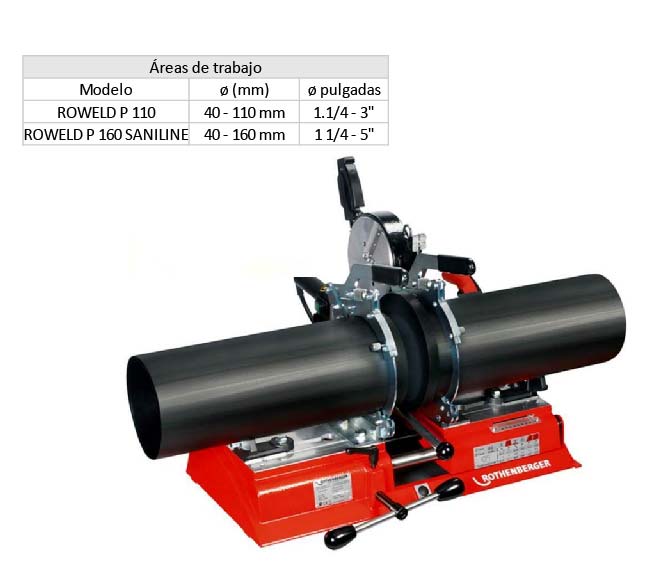 Áreas de trabajo
Modelo ø (mm) ø pulgadas
ROWELD P 110 40 - 110 mm 1.1/4 - 3"
ROWELD P 160 SANILINE 40 - 160 mm 1 1/4 - 5"
ROTHENBERGER
ROTHENBERGER